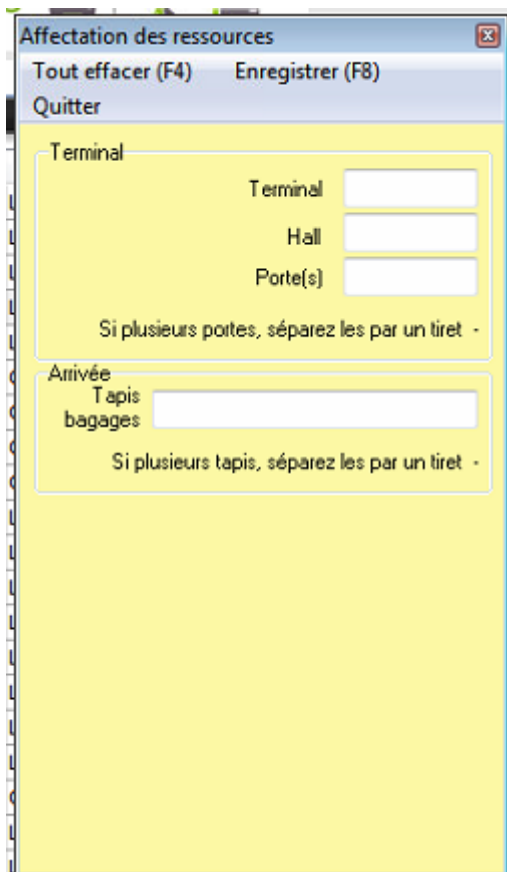 Affectation des ressources
Tout effacer (F4) Enregistrer (F8)
Quitter
Terminal
Terminal
Hall
Porte(s)
Si plusieurs portes, séparez les par un tiret -
Arrivée
Tapis
bagages
Si plusieurs tapis, séparez les par un tiret -